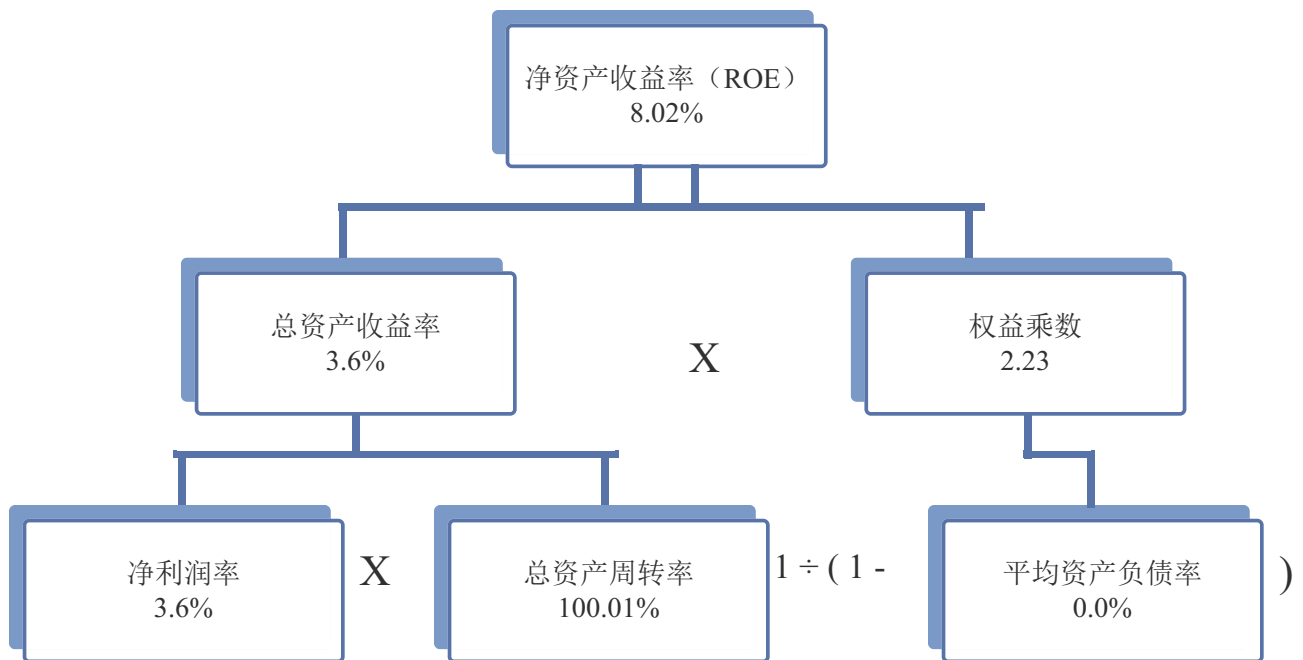 净资产收益率（ROE）
8.02%
总资产收益率
3.6%
X
权益乘数
2.23
净利润率
3.6%
X
总资产周转率
100.01%
1 ÷ ( 1 -
平均资产负债率
0.0%
)